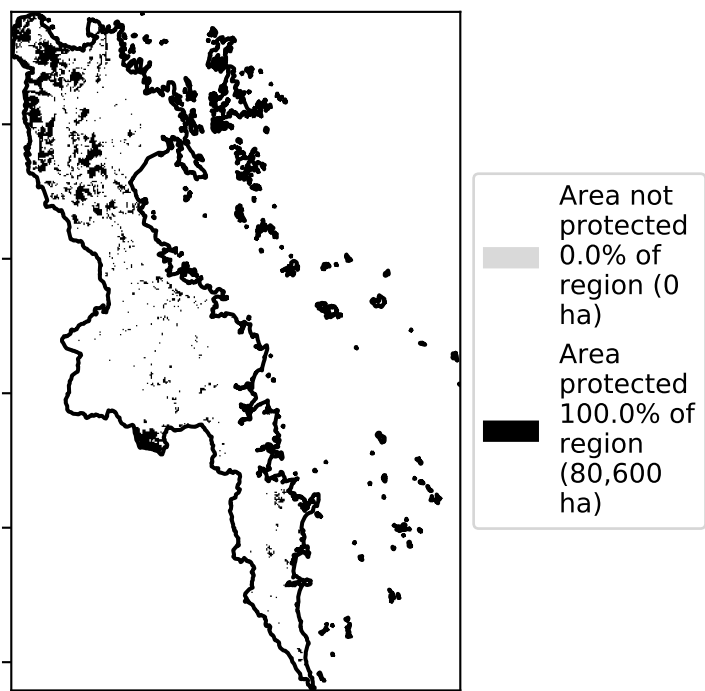 Area not
protected
0.0% of
region (0
ha)
Area
protected
100.0% of
region
(80,600
ha)